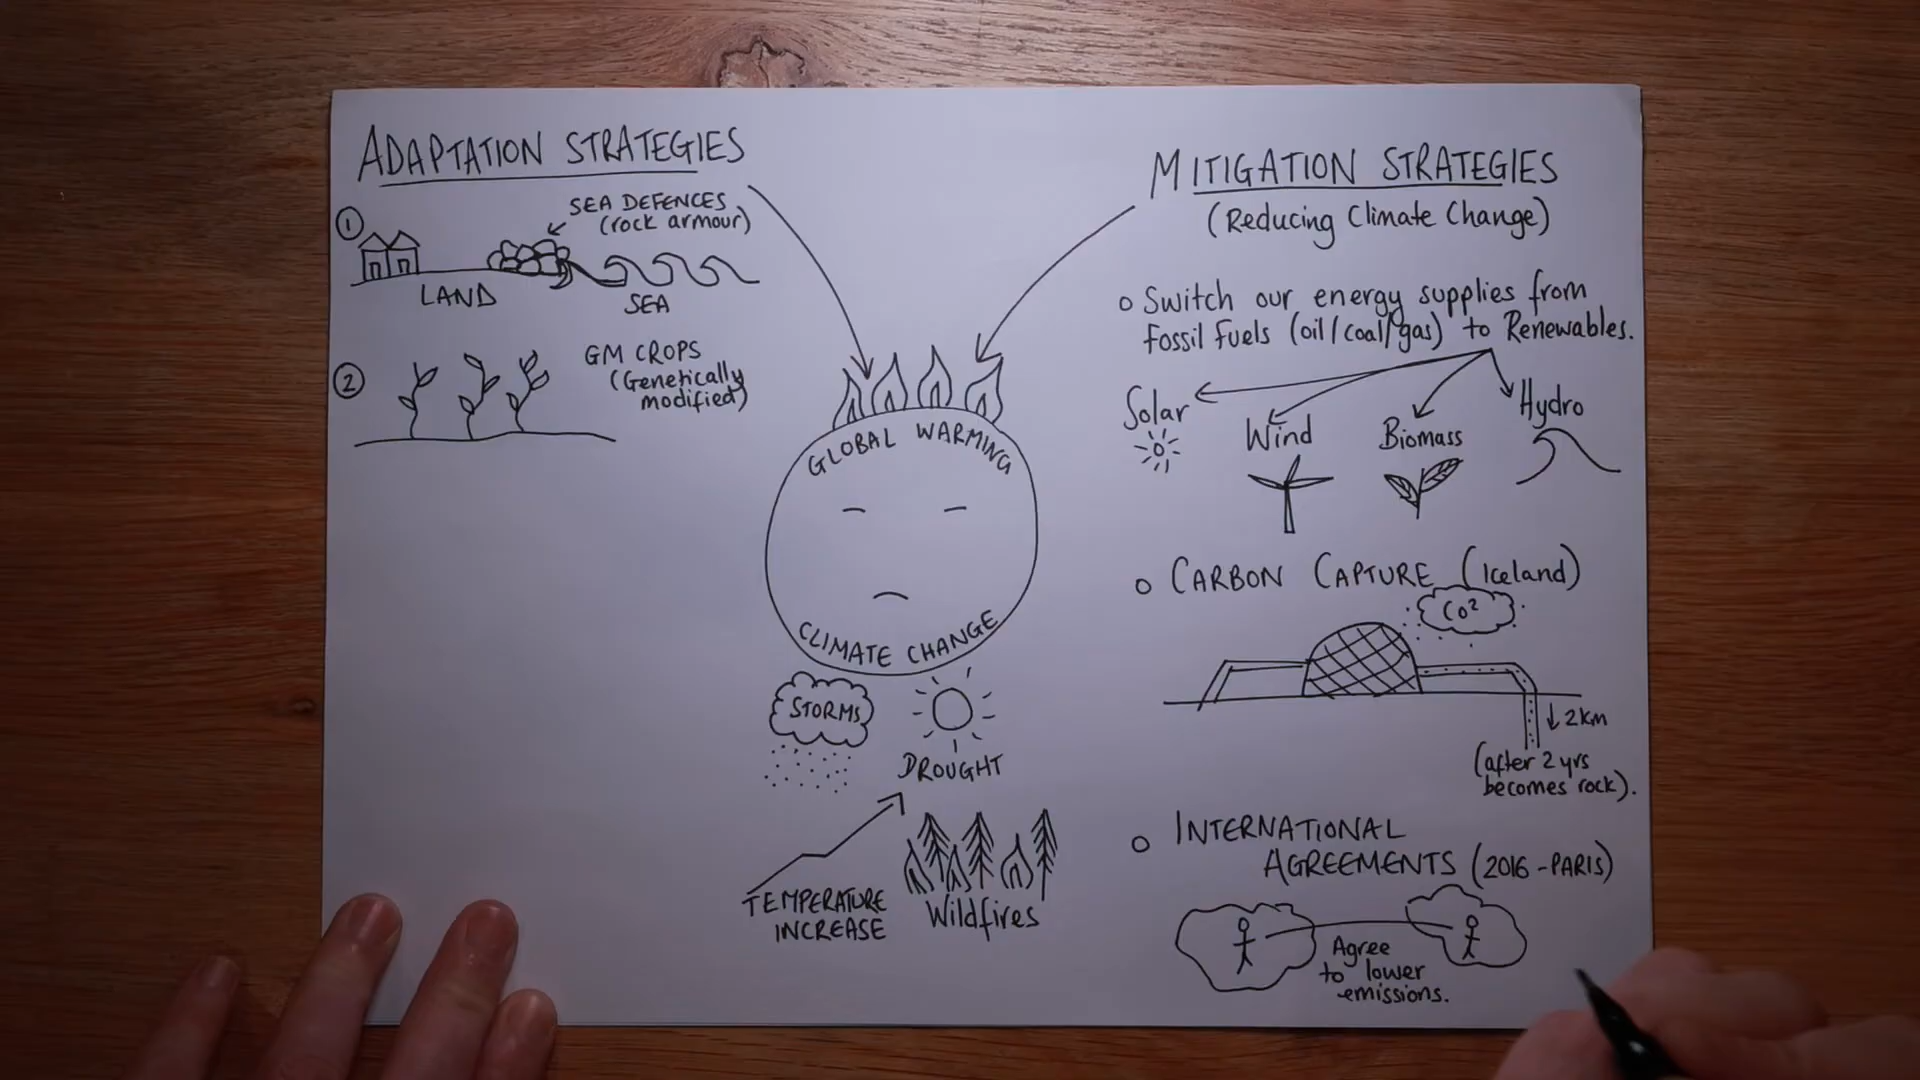 ADAPTATION STRATEGIES
1
SEA DEFENCES
(rock armour)
LAND
SEA
2
GM CROPS
(Genetically
modified)
GLOBAL WARMING
CLIMATE CHANGE
STORMS
DROUGHT
TEMPERATURE
INCREASE
Wildfires
MITIGATION STRATEGIES
(Reducing Climate Change)
Switch our energy supplies from
Fossil Fuels (oil/coal/gas) to Renewables.
Solar
Wind
Biomass
Hydro
CARBON CAPTURE (Iceland)
CO²
2km
(after 2 yrs
becomes rock).
INTERNATIONAL
AGREEMENTS (2016 - PARIS)
Agree
to lower
emissions.